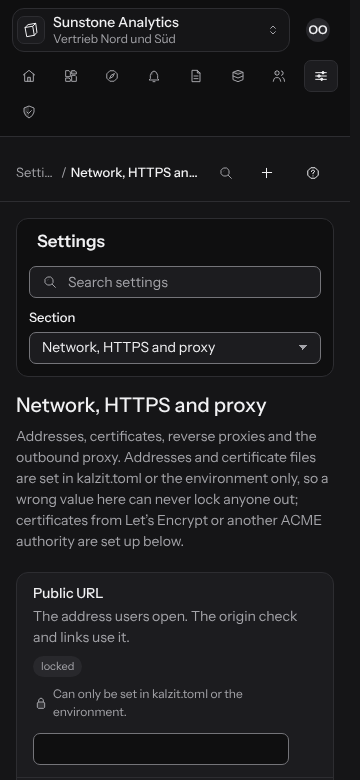 Sunstone Analytics
Vertrieb Nord und Süd
OO
Setti... / Network, HTTPS an...
Settings
Search settings
Section
Network, HTTPS and proxy
Network, HTTPS and proxy
Addresses, certificates, reverse proxies and the
outbound proxy. Addresses and certificate files
are set in kalzit.toml or the environment only, so a
wrong value here can never lock anyone out;
certificates from Let's Encrypt or another ACME
authority are set up below.
Public URL
The address users open. The origin check
and links use it.
locked
Can only be set in kalzit.toml or the
environment.